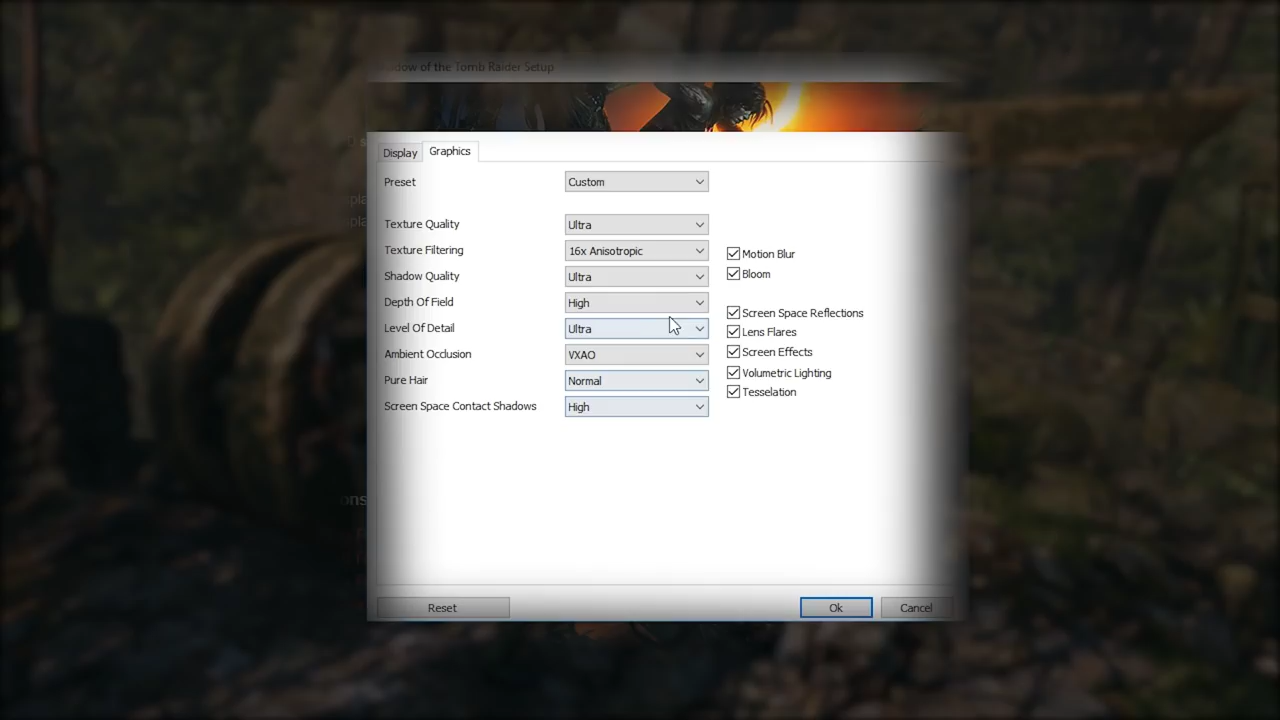 adow of the Tomb Raider Setup
Display Graphics
Preset Custom
Texture Quality Ultra
Texture Filtering 16x Anisotropic
Motion Blur
Shadow Quality Ultra
Bloom
Depth Of Field High
Screen Space Reflections
Level Of Detail Ultra
Lens Flares
Ambient Occlusion VXAO
Screen Effects
Pure Hair Normal
Volumetric Lighting
Tesselation
Screen Space Contact Shadows High
ons
Reset Ok Cancel